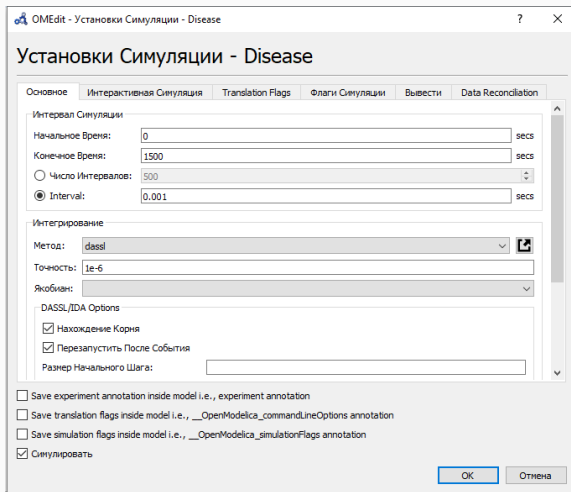 OMEdit - Установки Симуляции - Disease
Установки Симуляции - Disease
Основное Интерактивная Симуляция Translation Flags Флаги Симуляции Вывести Data Reconciliation
Интервал Симуляции
Начальное Время: 0 secs
Конечное Время: 1500 secs
Число Интервалов: 500
Interval: 0.001 secs
Интегрирование
Метод: dassl
Точность: 1e-6
Якобиан:
DASSL/IDA Options
Нахождение Корня
Перезапустить После События
Размер Начального Шага:
Save experiment annotation inside model i.e., experiment annotation
Save translation flags inside model i.e., __OpenModelica_commandLineOptions annotation
Save simulation flags inside model i.e., __OpenModelica_simulationFlags annotation
Симулировать
OK Отмена